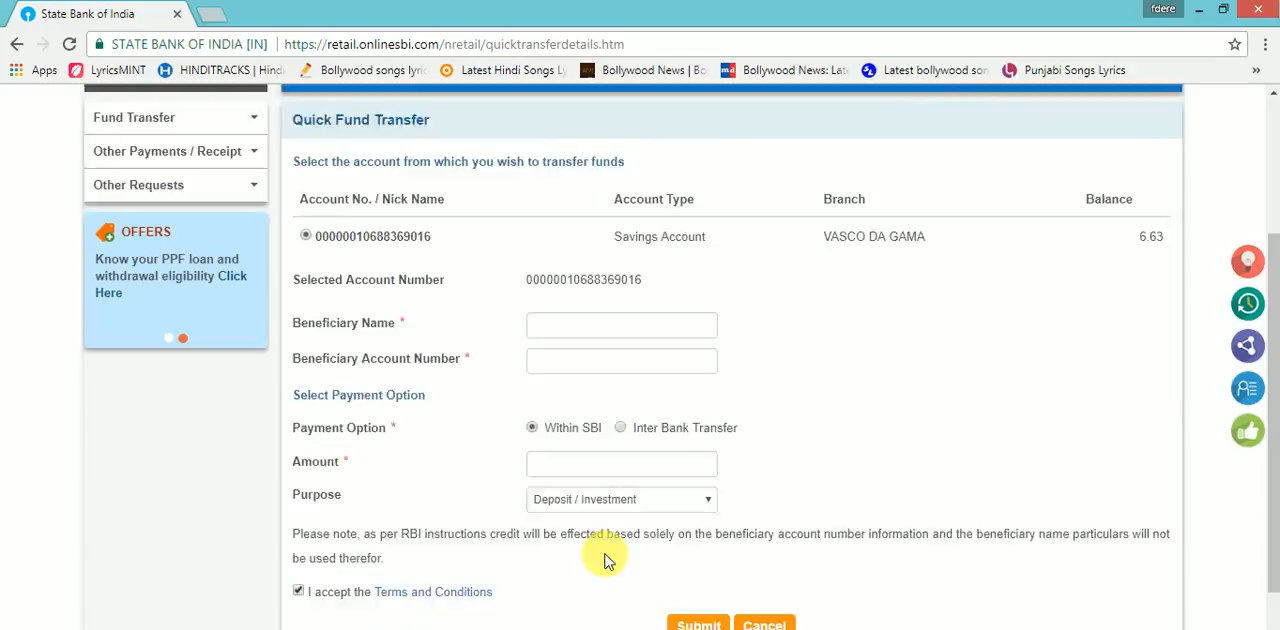 State Bank of India
fdere
STATE BANK OF INDIA [IN] https://retail.onlinesbi.com/nretail/quicktransferdetails.htm
Apps LyricsMINT HINDITRACKS | Hind Bollywood songs lyri Latest Hindi Songs L Bollywood News | Bo Bollywood News: Late Latest bollywood son Punjabi Songs Lyrics »
Fund Transfer
Other Payments / Receipt
Other Requests
OFFERS
Know your PPF loan and
withdrawal eligibility Click
Here
Quick Fund Transfer
Select the account from which you wish to transfer funds
Account No. / Nick Name Account Type Branch Balance
00000010688369016 Savings Account VASCO DA GAMA 6.63
Selected Account Number 00000010688369016
Beneficiary Name *
Beneficiary Account Number *
Select Payment Option
Payment Option * Within SBI Inter Bank Transfer
Amount *
Purpose Deposit / Investment
Please note, as per RBI instructions credit will be effected based solely on the beneficiary account number information and the beneficiary name particulars will not
be used therefor.
I accept the Terms and Conditions
Submit Cancel